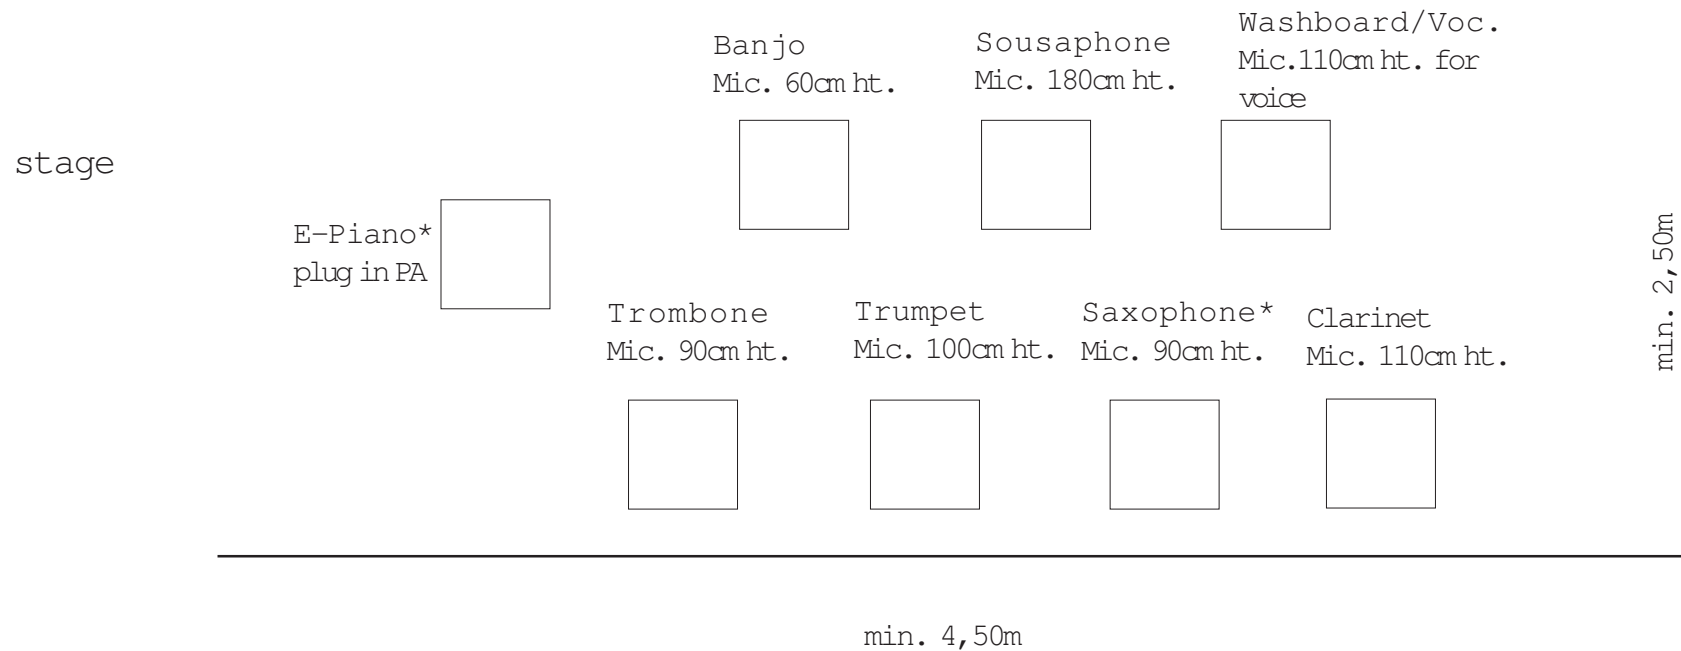 Banjo
Mic. 60cm ht.
Sousaphone
Mic. 180cm ht.
Washboard/Voc.
Mic.110cm ht. for
voice
stage
E-Piano*
plug in PA
Trombone
Mic. 90cm ht.
Trumpet
Mic. 100cm ht.
Saxophone*
Mic. 90cm ht.
Clarinet
Mic. 110cm ht.
min. 2,50m
min. 4,50m